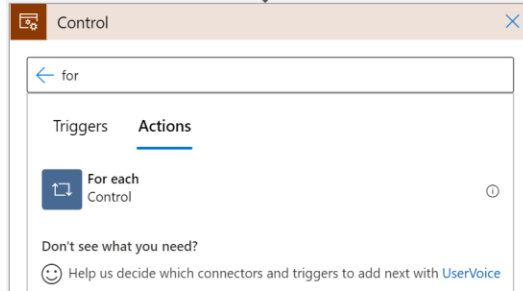 Control
for
Triggers Actions
For each
Control
Don't see what you need?
Help us decide which connectors and triggers to add next with UserVoice